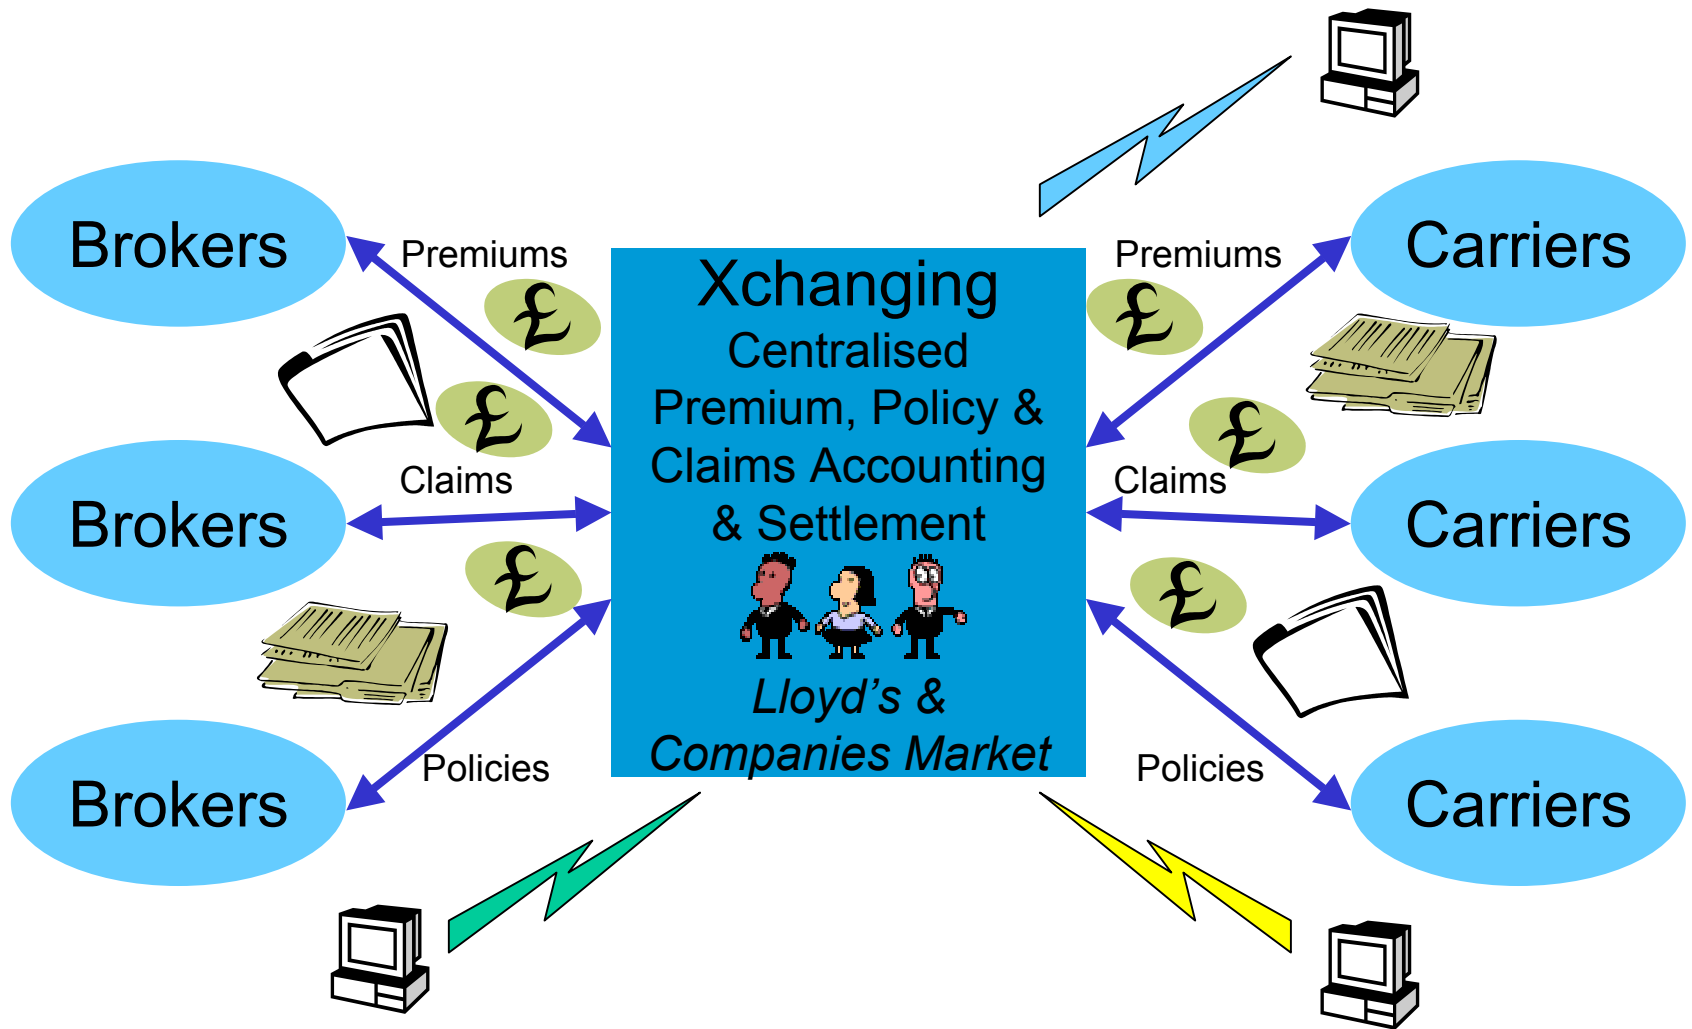 Brokers
Premiums
£
Xchanging
Centralised
Premium, Policy &
Claims Accounting
& Settlement
Lloyd’s &
Companies Market
Premiums
£
Carriers
£
Claims
Brokers
£
Policies
Brokers
£
Claims
Carriers
£
Policies
Carriers